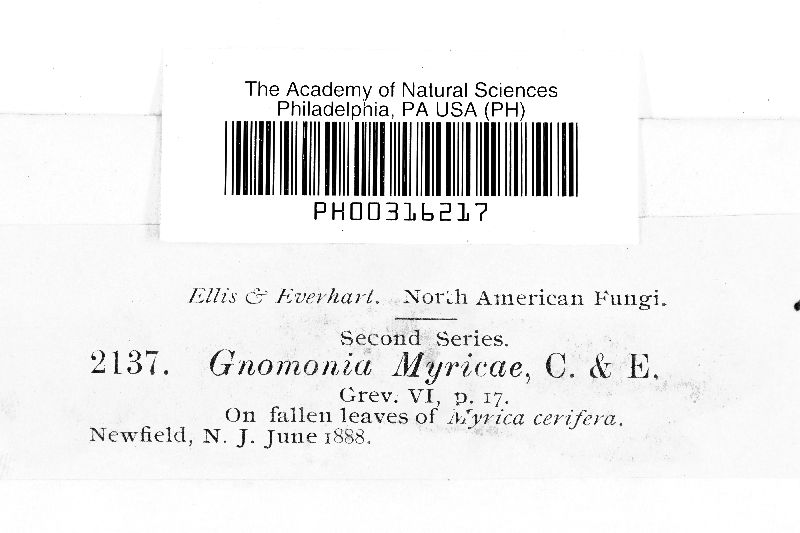 The Academy of Natural Sciences
Philadelphia, PA USA (PH)
PH00316217
Ellis & Everhart. North American Fungi.
Second Series.
2137. Gnomonia Myricae, C. & E.
Grev. VI, p. 17.
On fallen leaves of Myrica cerifera.
Newfield, N. J. June 1888.